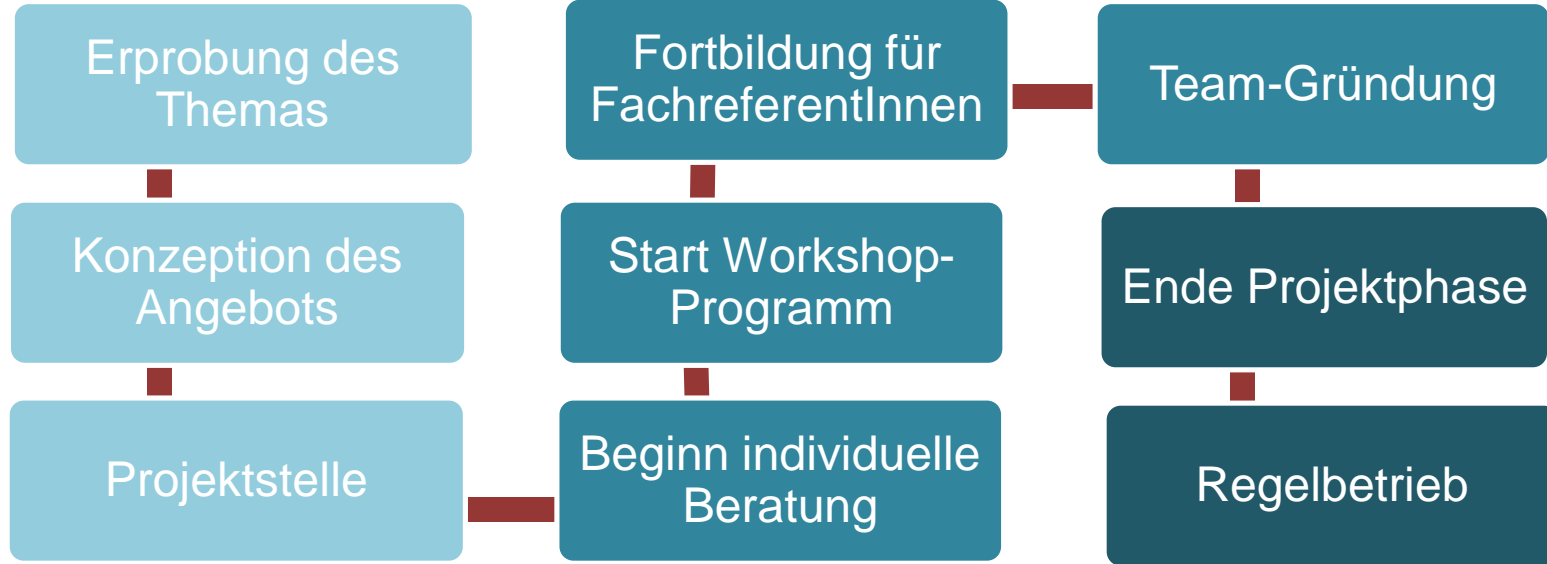 Erprobung des
Themas
Konzeption des
Angebots
Projektstelle
Beginn individuelle
Beratung
Start Workshop-
Programm
Fortbildung für
FachreferentInnen
Team-Gründung
Ende Projektphase
Regelbetrieb